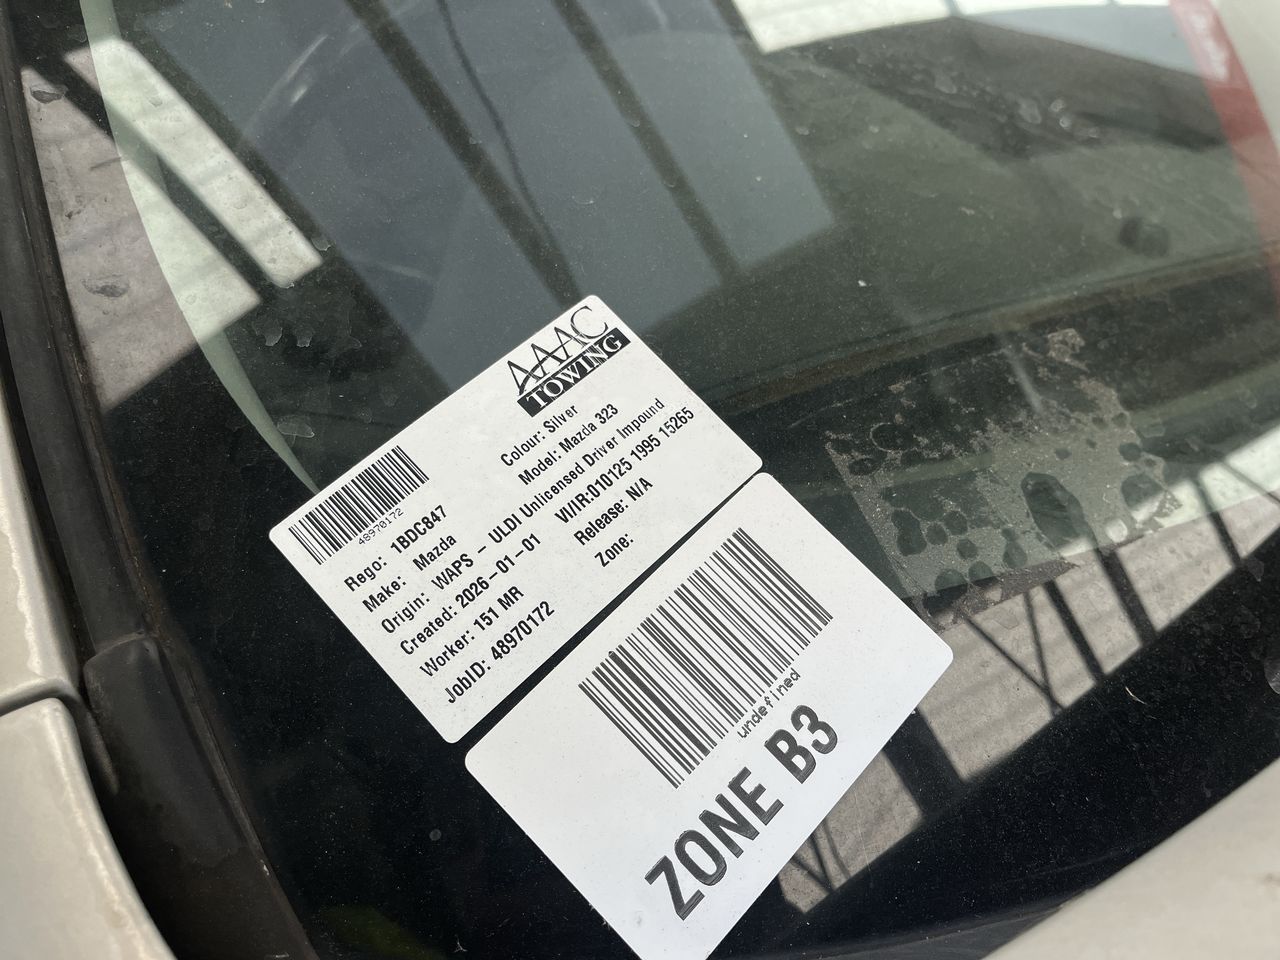 AAAC
TOWING
48970172
Rego: 1BDC847 Colour: Silver
Make: Mazda Model: Mazda 323
Origin: WAPS - ULDI Unlicensed Driver Impound
Created: 2026-01-01 VI/IR:010125 1995 15265
Worker: 151 MR Release: N/A
JobID: 48970172 Zone:
undefined
ZONE B3